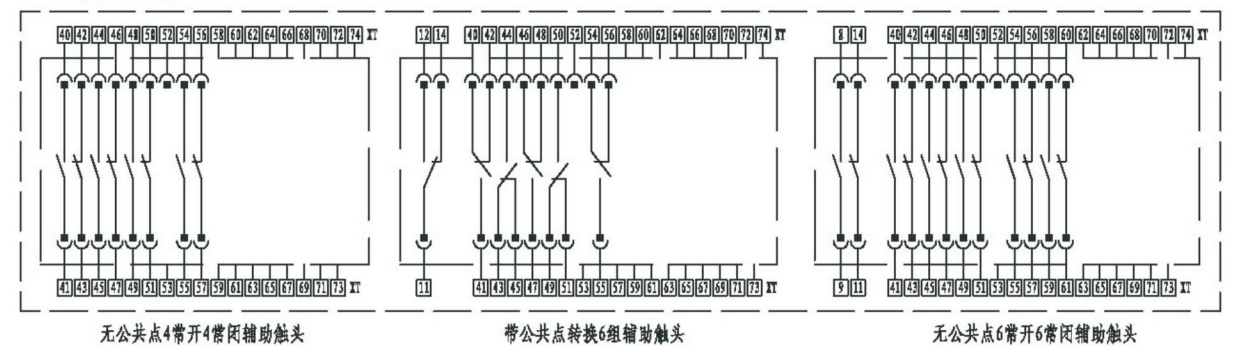 40 42 44 46 48 50 52 54 56 58 60 62 64 66 68 70 72 74 XT
12 14 40 42 44 46 48 50 52 54 56 58 60 62 64 66 68 70 72 74 XT
8 14 40 42 44 46 48 50 52 54 56 58 60 62 64 66 68 70 72 74 XT
41 43 45 47 49 51 53 55 57 59 61 63 65 67 69 71 73 XT
11 41 43 45 47 49 51 53 55 57 59 61 63 65 67 69 71 73 XT
9 11 41 43 45 47 49 51 53 55 57 59 61 63 65 67 69 71 73 XT
无公共点4常开4常闭辅助触头
带公共点转换6组辅助触头
无公共点6常开6常闭辅助触头